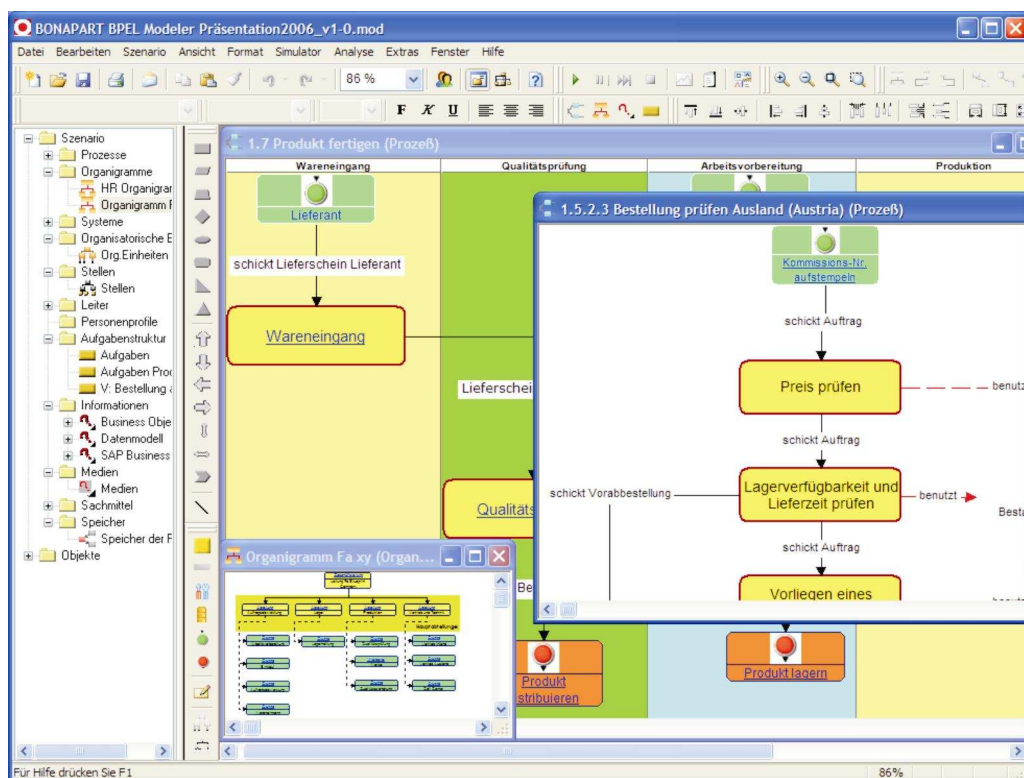 BONAPART BPEL Modeler Präsentation2006_v1-0.mod
Datei Bearbeiten Szenario Ansicht Format Simulator Analyse Extras Fenster Hilfe
86 %
F K U
Szenario
Prozesse
Organigramme
HR Organigrar
Organigramm F
Systeme
Organisatorische E
Org.Einheiten
Stellen
Stellen
Leiter
Personenprofile
Aufgabenstruktur
Aufgaben
Aufgaben Proc
V: Bestellung a
Informationen
Business Obje
Datenmodell
SAP Business
Medien
Medien
Sachmittel
Speicher
Speicher der F
Objekte
1.7 Produkt fertigen (Prozeß)
Wareneingang Qualitätsprüfung Arbeitsvorbereitung Produktion
Lieferant
schickt Lieferschein Lieferant
Wareneingang
Lieferschein
Qualitäts
Be
Produkt
stribuieren
Produkt lagern
1.5.2.3 Bestellung prüfen Ausland (Austria) (Prozeß)
Kommissions-Nr.
aufstempeln
schickt Auftrag
Preis prüfen
benutz
schickt Auftrag
schickt Vorabbestellung
Lagerverfügbarkeit und
Lieferzeit prüfen
benutzt
Besta
schickt Auftrag
Vorliegen eines
Organigramm Fa xy (Organ...
Hauptabteilungen
Für Hilfe drücken Sie F1
86%